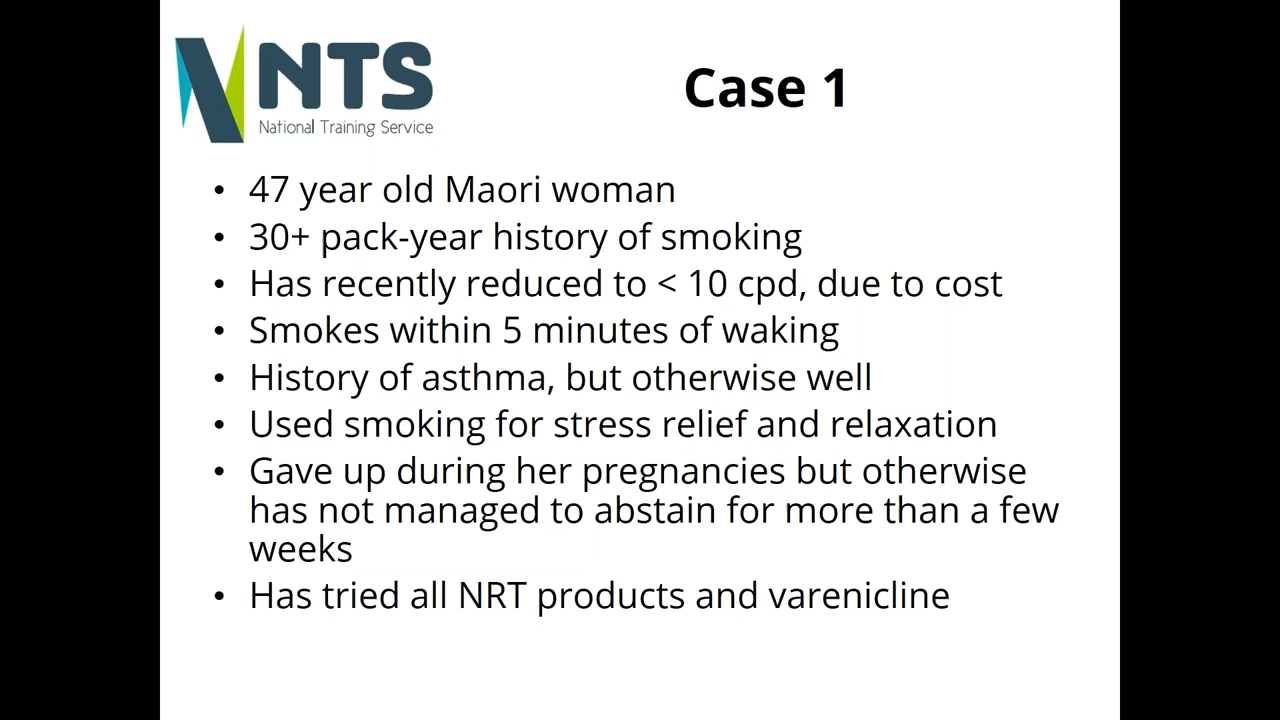 NTS
National Training Service
Case 1
• 47 year old Maori woman
• 30+ pack-year history of smoking
• Has recently reduced to < 10 cpd, due to cost
• Smokes within 5 minutes of waking
• History of asthma, but otherwise well
• Used smoking for stress relief and relaxation
• Gave up during her pregnancies but otherwise
has not managed to abstain for more than a few
weeks
• Has tried all NRT products and varenicline